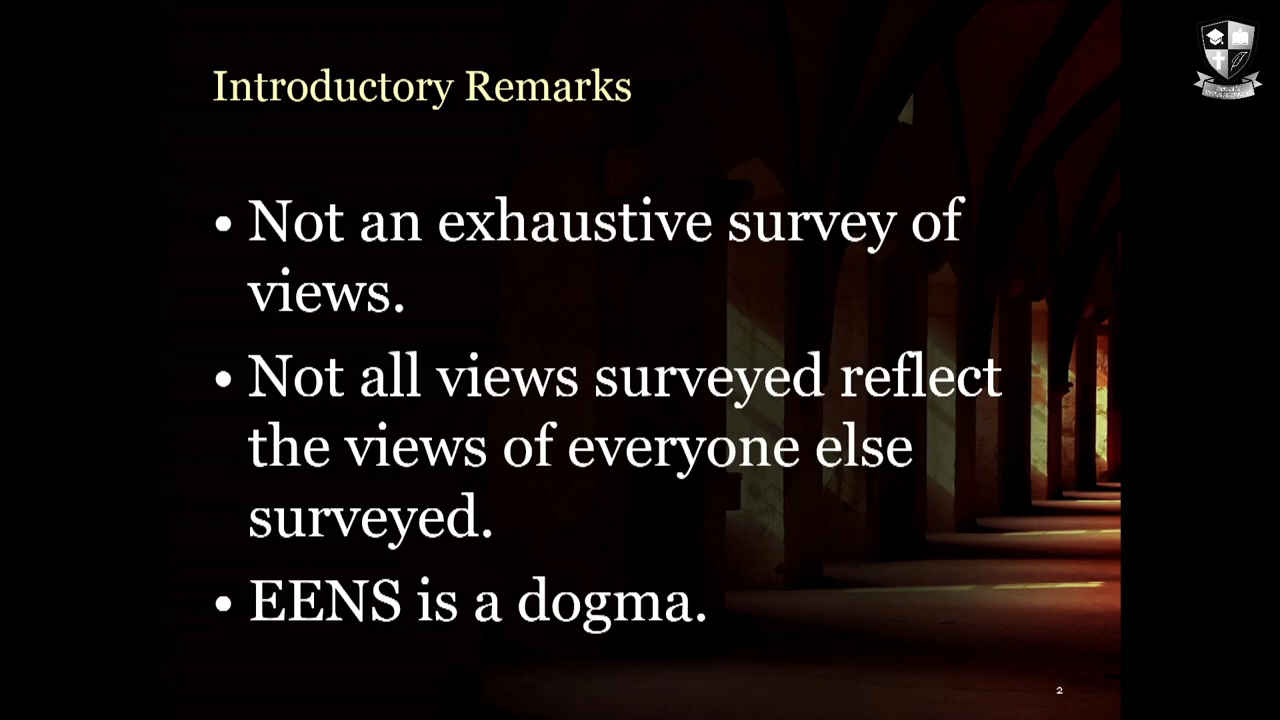 Introductory Remarks
• Not an exhaustive survey of
views.
• Not all views surveyed reflect
the views of everyone else
surveyed.
• EENS is a dogma.
2